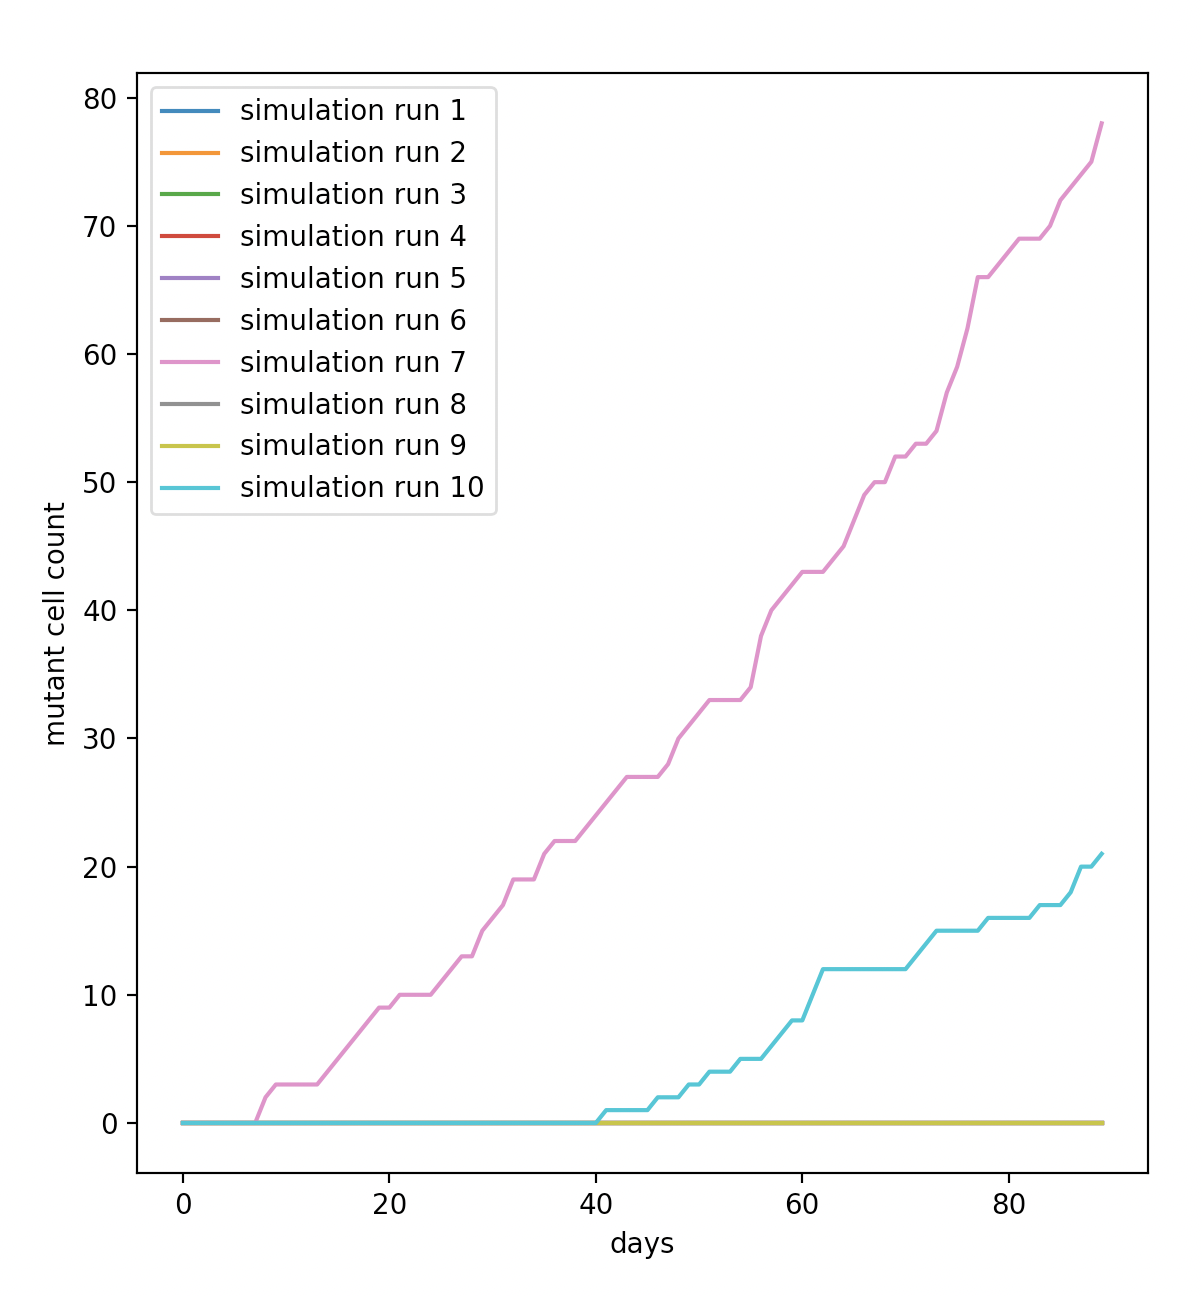 80
70
60
50
40
30
20
10
0
mutant cell count
simulation run 1
simulation run 2
simulation run 3
simulation run 4
simulation run 5
simulation run 6
simulation run 7
simulation run 8
simulation run 9
simulation run 10
0 20 40 60 80
days